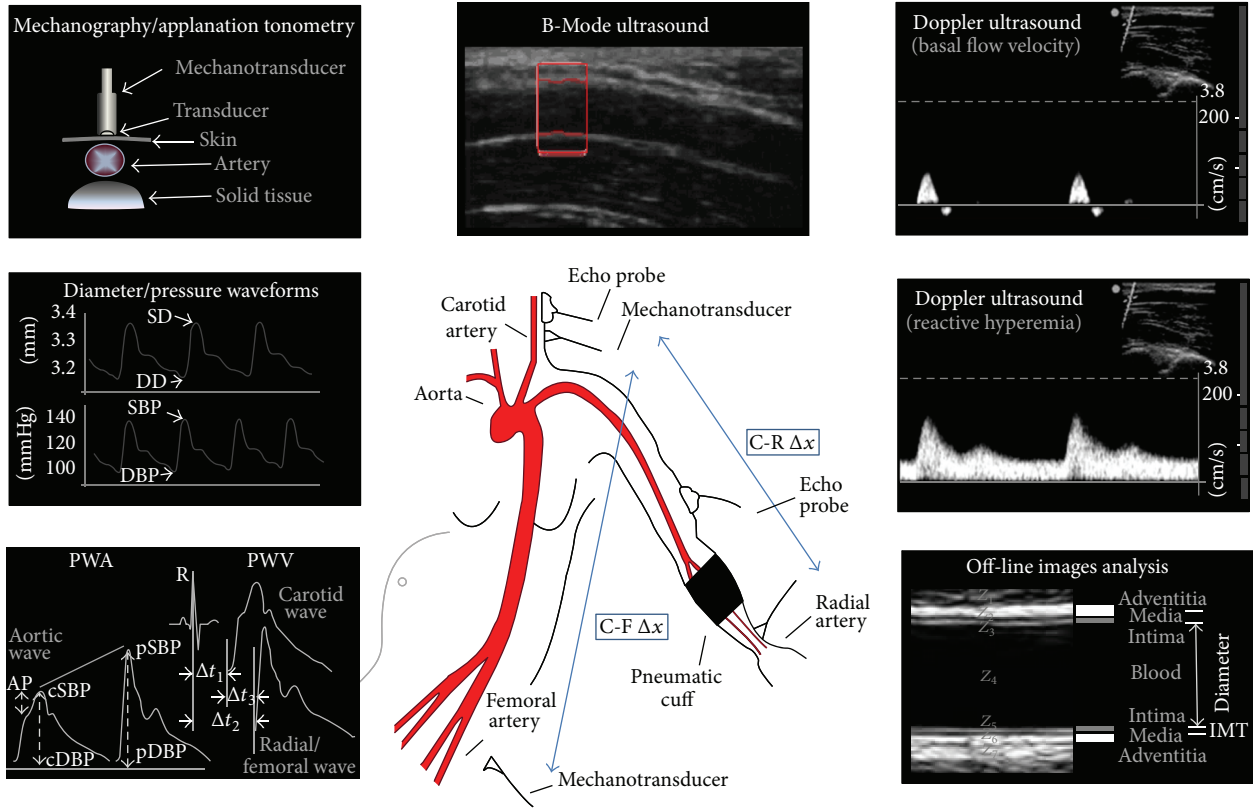 Mechanography/applanation tonometry
Mechanotransducer
Transducer
Skin
Artery
Solid tissue
B-Mode ultrasound
Doppler ultrasound
(basal flow velocity)
3.8
200
(cm/s)
Diameter/pressure waveforms
3.4
3.3
3.2
(mm)
SD
DD
140
120
100
(mmHg)
SBP
DBP
Echo probe
Carotid
artery
Mechanotransducer
Aorta
C-R Δx
Echo
probe
C-F Δx
Radial
artery
Pneumatic
cuff
Femoral
artery
Mechanotransducer
Doppler ultrasound
(reactive hyperemia)
3.8
200
(cm/s)
PWA
R
PWV
Carotid
wave
Aortic
wave
pSBP
AP
cSBP
Δt1
Δt3
Δt2
cDBP
pDBP
Radial/
femoral wave
Off-line images analysis
Adventitia
Media
Z3
Intima
Z4
Blood
Diameter
Z5
Intima
Z6
Media
IMT
Adventitia